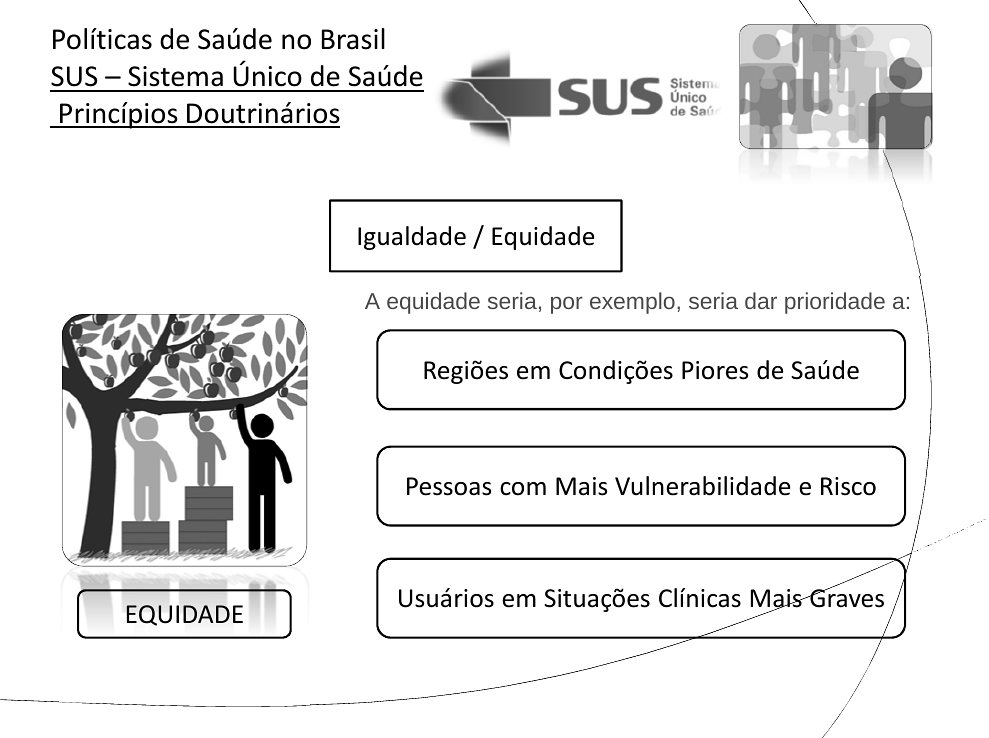 Políticas de Saúde no Brasil
SUS – Sistema Único de Saúde
Princípios Doutrinários
SUS
Sistema
Único
de Saúde
Igualdade / Equidade
A equidade seria, por exemplo, seria dar prioridade a:
Regiões em Condições Piores de Saúde
Pessoas com Mais Vulnerabilidade e Risco
Usuários em Situações Clínicas Mais Graves
EQUIDADE